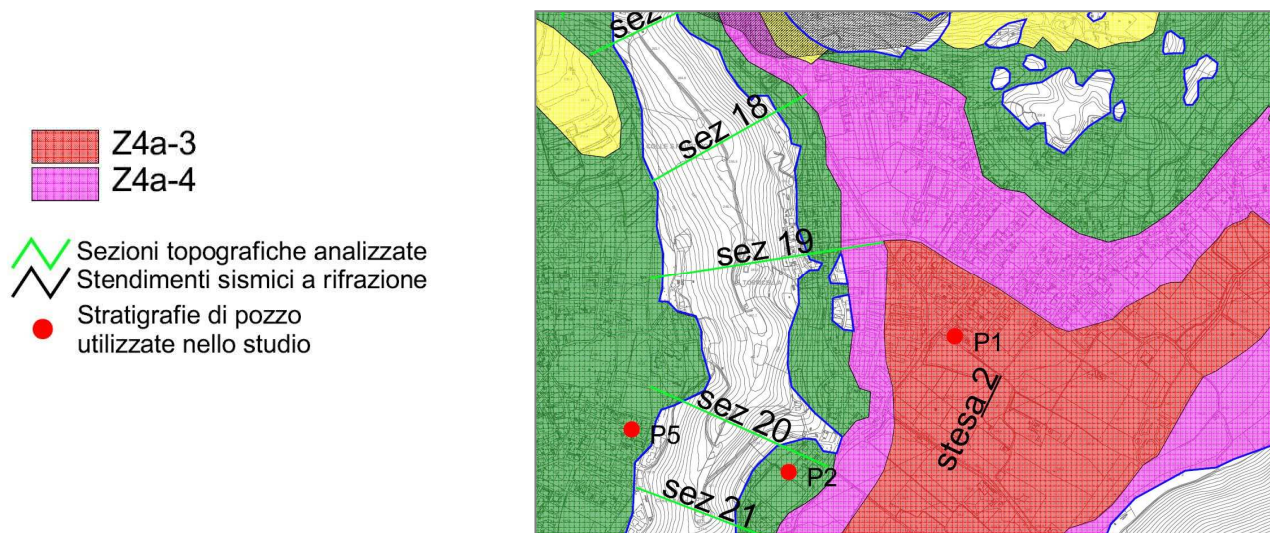 Z4a-3
Z4a-4
Sezioni topografiche analizzate
Stendimenti sismici a rifrazione
Stratigrafie di pozzo
utilizzate nello studio
sez
sez 18
sez 19
P1
stesa 2
sez 20
P5
P2
sez 21